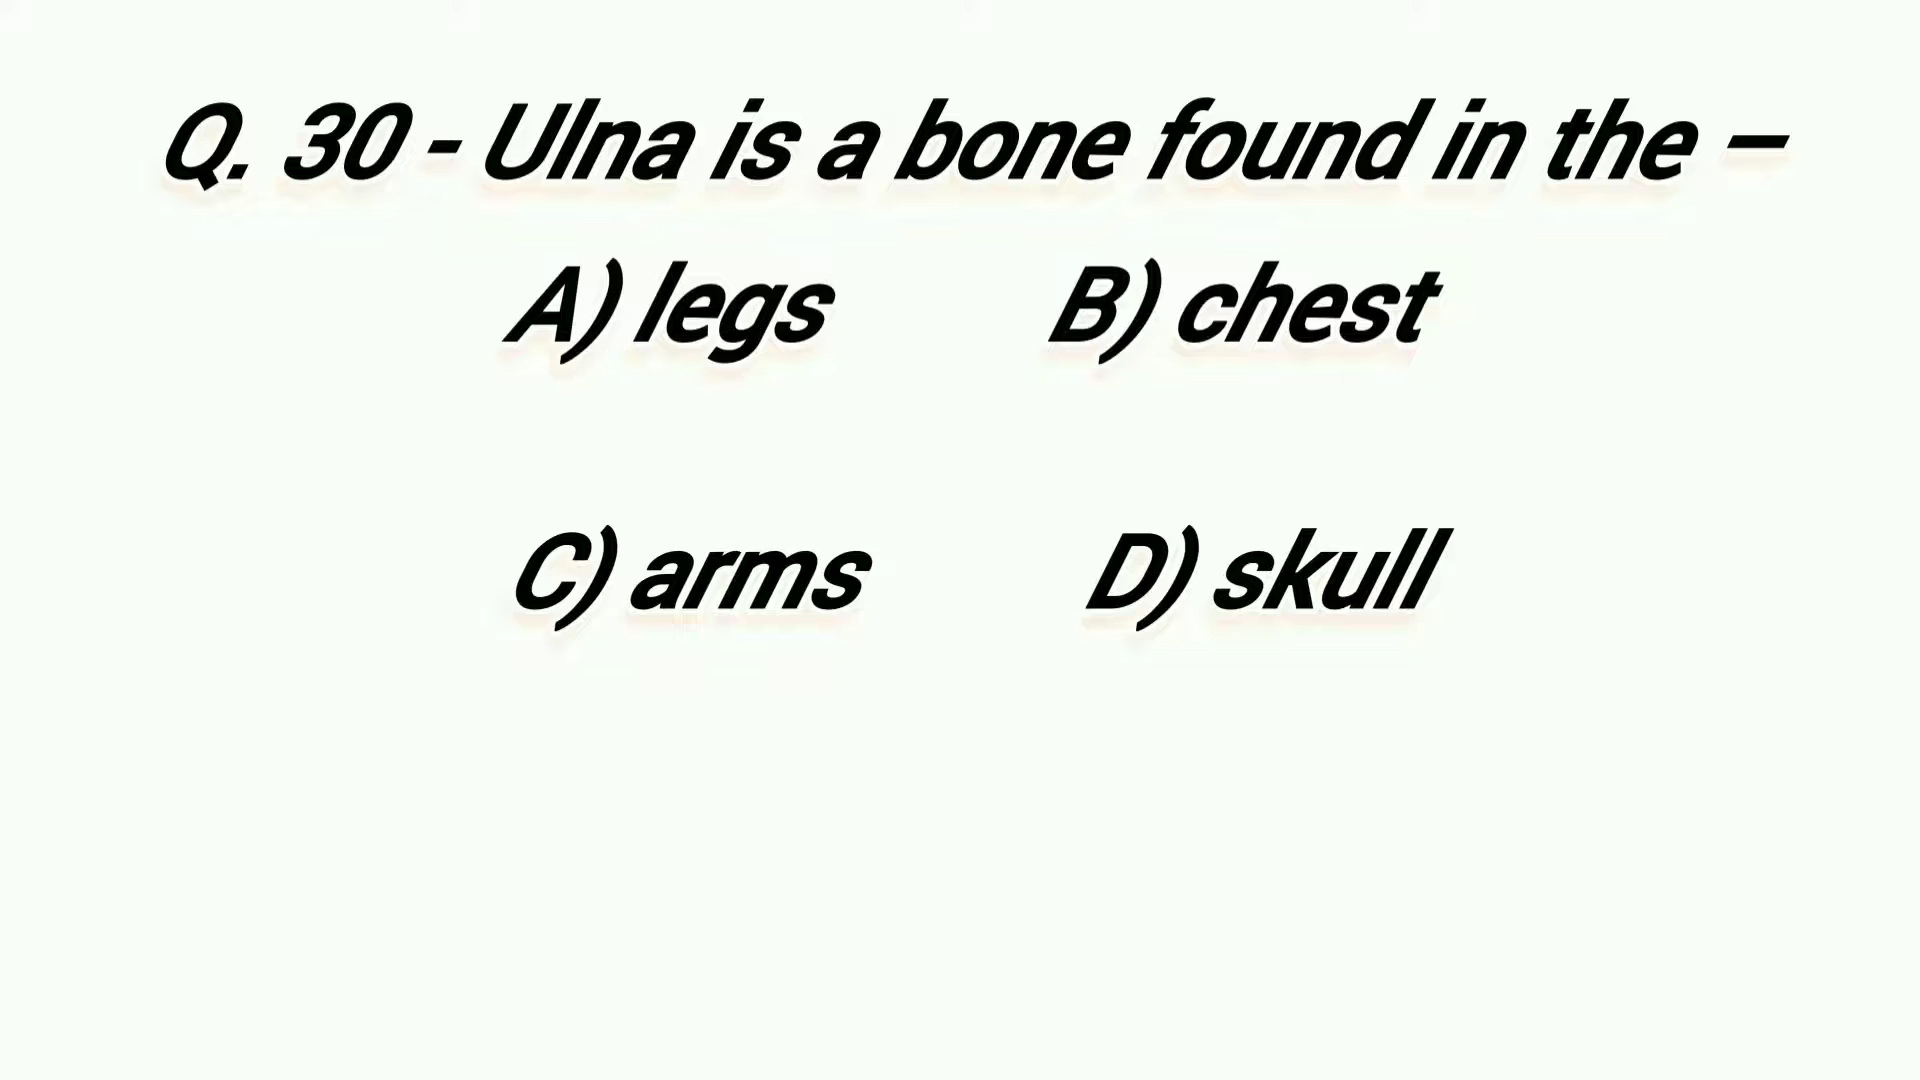 Q. 30 - Ulna is a bone found in the –
A) legs B) chest
C) arms D) skull